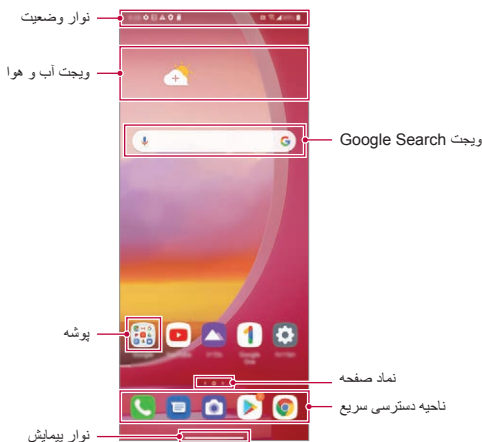 نوار وضعیت
ویجت آب و هوا
ویجت Google Search
پوشه
نماد صفحه
ناحیه دسترسی سریع
نوار پیمایش